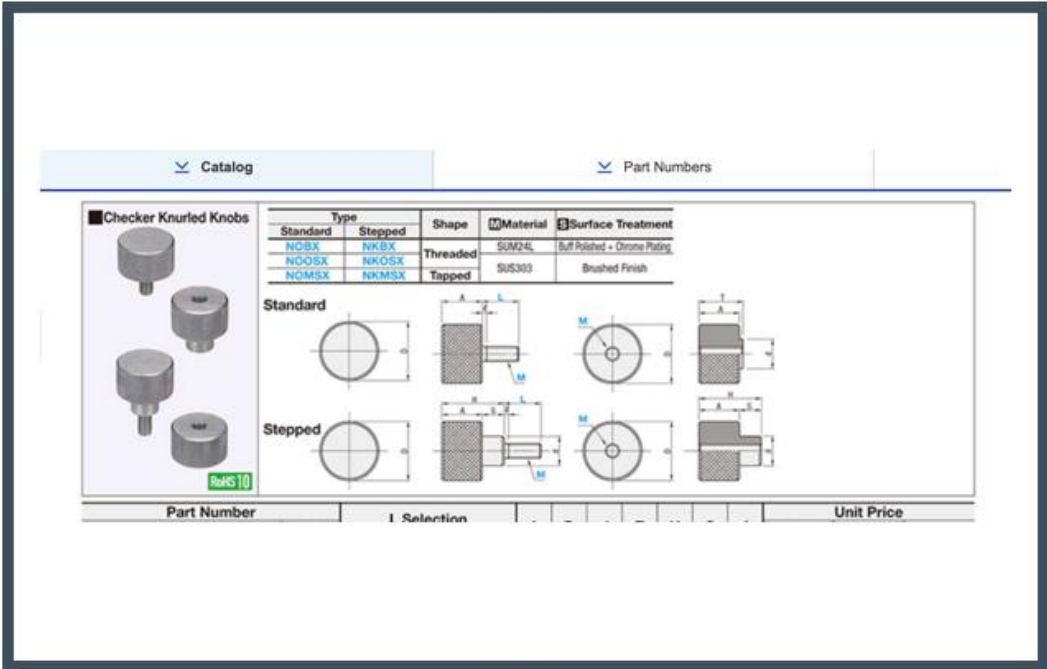 Catalog
Part Numbers
Checker Knurled Knobs
Type
Shape
M Material
S Surface Treatment
Standard
Stepped
NOBX
NKBX
Threaded
SUM24L
Buff Polished + Chrome Plating
NOOSX
NKOSX
SUS303
Brushed Finish
NOMSX
NKMSX
Tapped
Standard
A
L
D
M
M
D
T
A
Stepped
H
L
A
S
D
M
M
D
H
A
S
RoHS 10
Part Number
L Selection
Unit Price